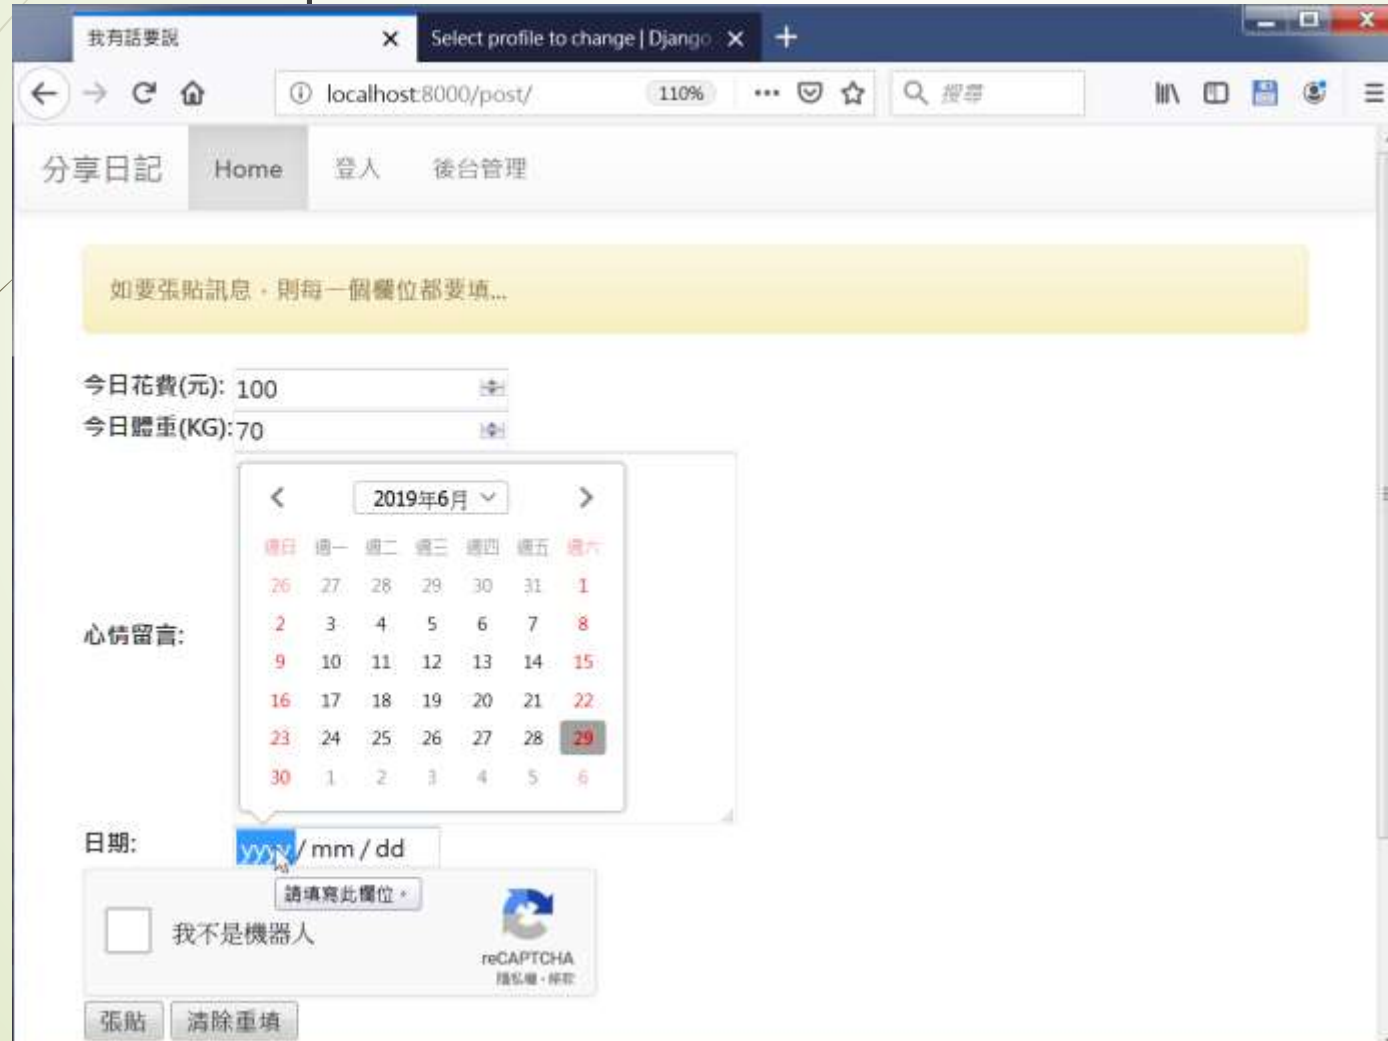 我有話要說 Select profile to change | Django
localhost:8000/post/ 110% 搜尋
分享日記 Home 登入 後台管理
如要張貼訊息，則每一個欄位都要填...
今日花費(元): 100
今日體重(KG): 70
2019年6月
週日 週一 週二 週三 週四 週五 週六
26 27 28 29 30 31 1
2 3 4 5 6 7 8
心情留言:
9 10 11 12 13 14 15
16 17 18 19 20 21 22
23 24 25 26 27 28 29
30 1 2 3 4 5 6
日期: yyyy / mm / dd
請填寫此欄位。
我不是機器人
reCAPTCHA
隱私權 - 條款
張貼 清除重填